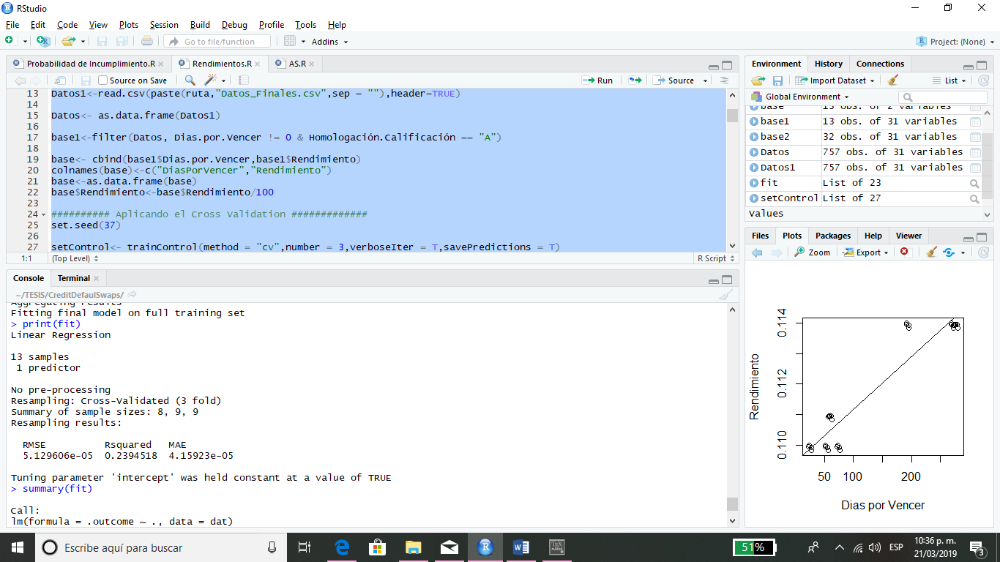 RStudio
File Edit Code View Plots Session Build Debug Profile Tools Help
Go to file/function Addins Project: (None)
Probabilidad de Incumplimiento.R Rendimientos.R AS.R
Source on Save Run Source
13 Datos1<-read.csv(paste(ruta,"Datos_Finales.csv",sep = ""),header=TRUE)
14
15 Datos<- as.data.frame(Datos1)
16
17 base1<-filter(Datos, Dias.por.Vencer != 0 & Homologación.Calificación == "A")
18
19 base<- cbind(base1$Dias.por.Vencer,base1$Rendimiento)
20 colnames(base)<-c("DiasPorVencer","Rendimiento")
21 base<-as.data.frame(base)
22 base$Rendimiento<-base$Rendimiento/100
23
24 ########## Aplicando el Cross Validation #############
25 set.seed(37)
26
27 setControl<- trainControl(method = "cv",number = 3,verboseIter = T,savePredictions = T)
1:1 (Top Level) R Script
Console Terminal
~/TESIS/CreditDefaulSwaps/
Aggregating results
Fitting final model on full training set
> print(fit)
Linear Regression
13 samples
1 predictor
No pre-processing
Resampling: Cross-Validated (3 fold)
Summary of sample sizes: 8, 9, 9
Resampling results:
RMSE Rsquared MAE
5.129606e-05 0.2394518 4.15923e-05
Tuning parameter 'intercept' was held constant at a value of TRUE
> summary(fit)
Call:
lm(formula = .outcome ~ ., data = dat)
Environment History Connections
Import Dataset List
Global Environment
base 13 obs. of 2 variables
base1 13 obs. of 31 variables
base2 32 obs. of 31 variables
Datos 757 obs. of 31 variables
Datos1 757 obs. of 31 variables
fit List of 23
setControl List of 27
Values
Files Plots Packages Help Viewer
Zoom Export
Rendimiento
0.114
0.112
0.110
50 100 200
Dias por Vencer
Escribe aquí para buscar
51%
ESP
10:36 p. m.
21/03/2019
3